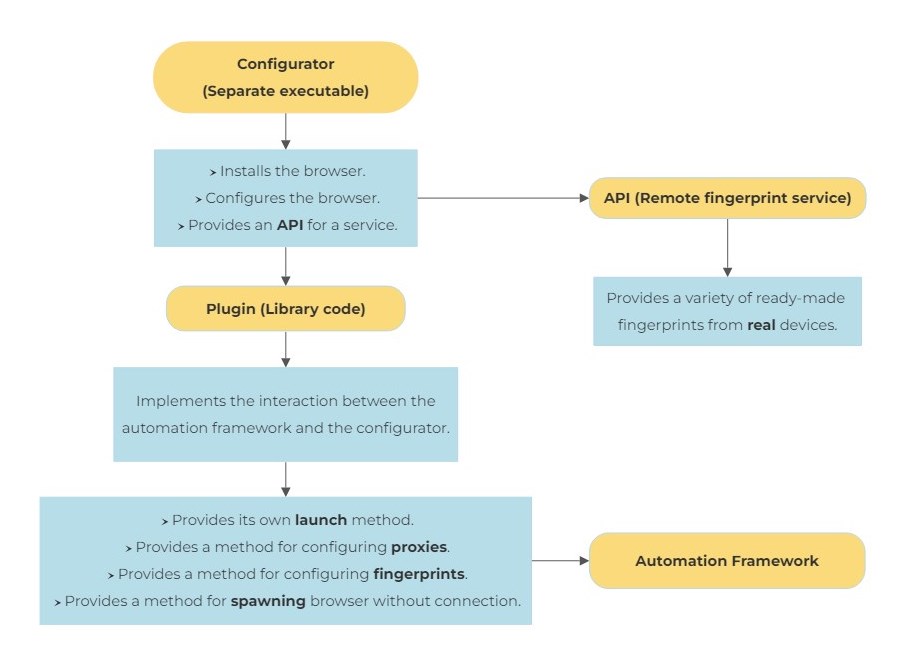 Configurator
(Separate executable)
➤ Installs the browser.
➤ Configures the browser.
➤ Provides an API for a service.
API (Remote fingerprint service)
Provides a variety of ready-made
fingerprints from real devices.
Plugin (Library code)
Implements the interaction between the
automation framework and the configurator.
➤ Provides its own launch method.
➤ Provides a method for configuring proxies.
➤ Provides a method for configuring fingerprints.
➤ Provides a method for spawning browser without connection.
Automation Framework